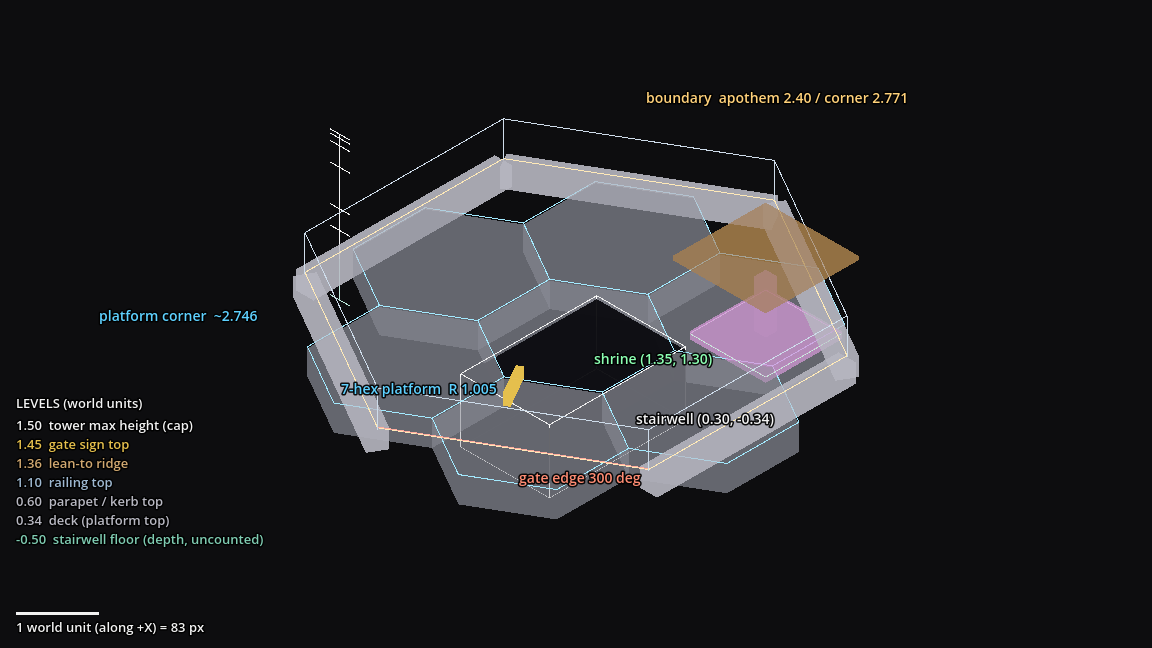 boundary  apothem 2.40 / corner 2.771
platform corner  ~2.746
shrine (1.35, 1.30)
7-hex platform  R 1.005
stairwell (0.30, -0.34)
gate edge 300 deg
LEVELS (world units)
1.50  tower max height (cap)
1.45  gate sign top
1.36  lean-to ridge
1.10  railing top
0.60  parapet / kerb top
0.34  deck (platform top)
-0.50  stairwell floor (depth, uncounted)
1 world unit (along +X) = 83 px